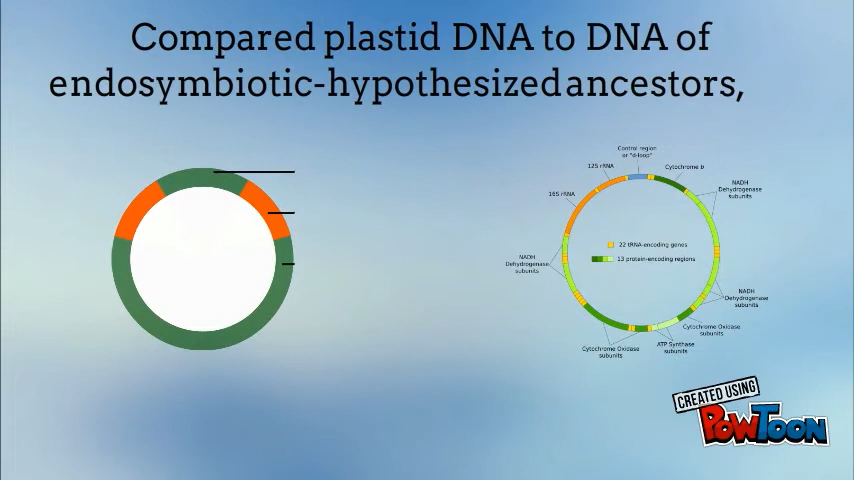 Compared plastid DNA to DNA of
endosymbiotic-hypothesized ancestors,
Control region
or "d-loop"
12S rRNA
Cytochrome b
16S rRNA
NADH
Dehydrogenase
subunits
22 tRNA-encoding genes
13 protein-encoding regions
NADH
Dehydrogenase
subunits
NADH
Dehydrogenase
subunits
Cytochrome Oxidase
subunits
ATP Synthase
subunits
Cytochrome Oxidase
subunits
CREATED USING
POWTOON